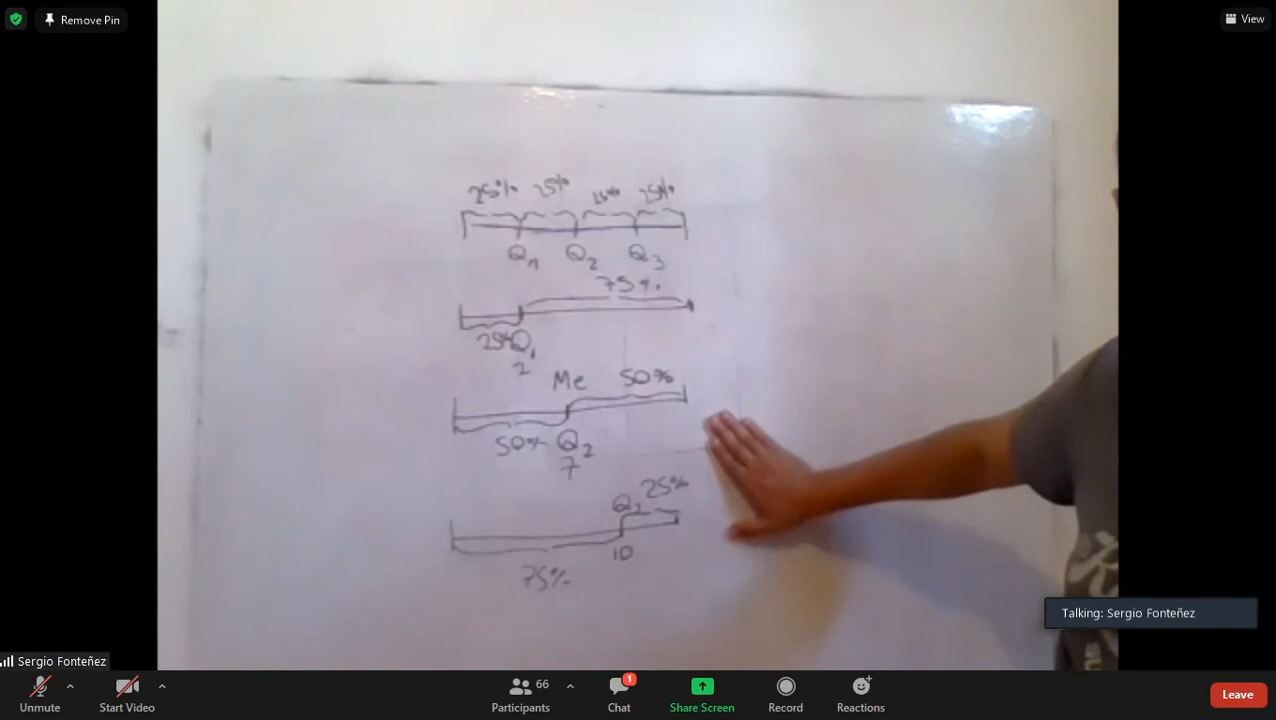 Remove Pin
View
25% 25% 25% 25%
Q1 Q2 Q3
75%
25% Q1
2
Me 50%
50% Q2
7
Q3 25%
10
75%
Talking: Sergio Fonteñez
Sergio Fonteñez
66
1
Unmute
Start Video
Participants
Chat
Share Screen
Record
Reactions
Leave